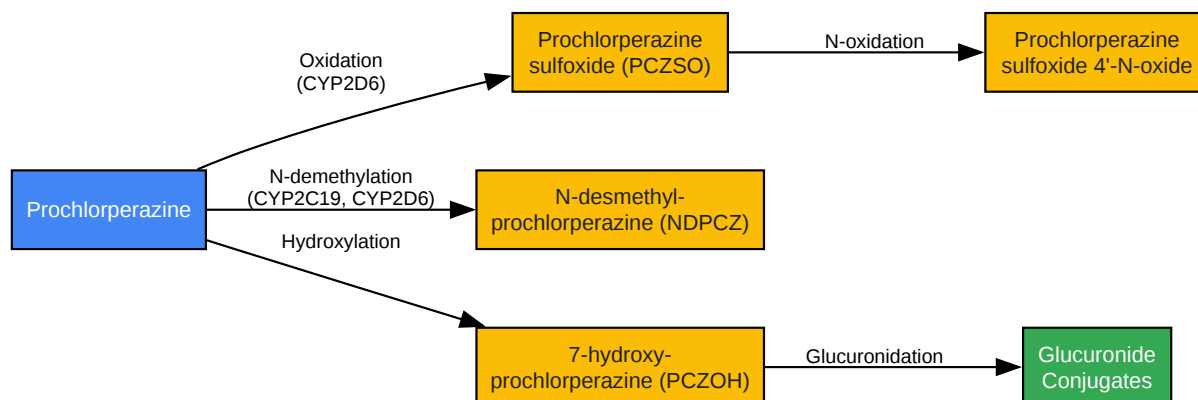 Oxidation
(CYP2D6)
Prochlorperazine
sulfoxide (PCZSO)
N-oxidation
Prochlorperazine
sulfoxide 4'-N-oxide
Prochlorperazine
N-demethylation
(CYP2C19, CYP2D6)
N-desmethyl-
prochlorperazine (NDPCZ)
Hydroxylation
7-hydroxy-
prochlorperazine (PCZOH)
Glucuronidation
Glucuronide
Conjugates